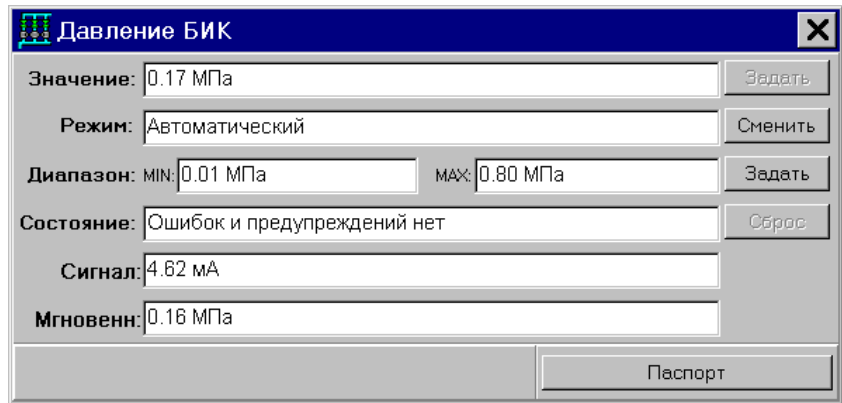 Давление БИК
Значение: 0.17 МПа Задать
Режим: Автоматический Сменить
Диапазон: MIN: 0.01 МПа MAX: 0.80 МПа Задать
Состояние: Ошибок и предупреждений нет Сброс
Сигнал: 4.62 мА
Мгновенн: 0.16 МПа
Паспорт